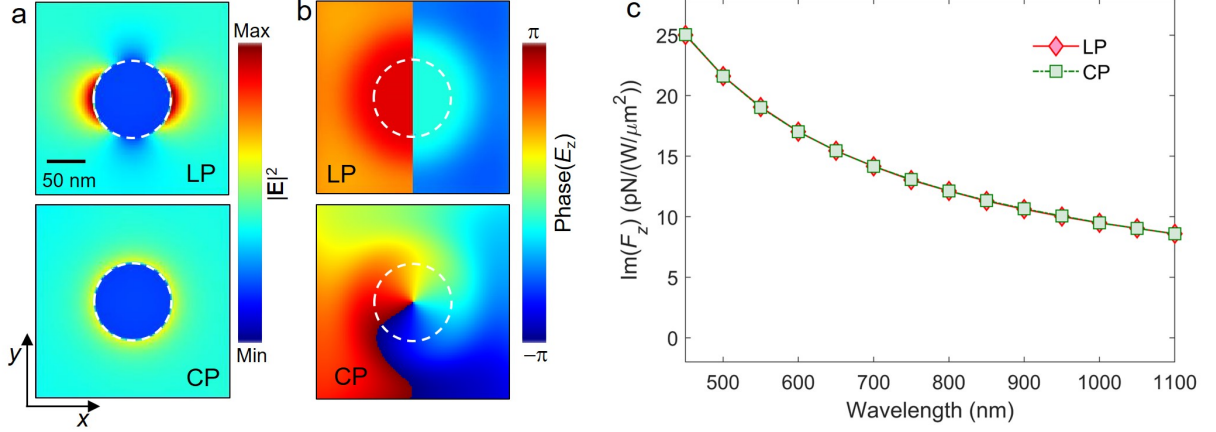 a
LP
50 nm
CP
y
x
Max
|E|²
Min
b
LP
CP
π
Phase(E_z)
−π
c
Im(F_z) (pN/(W/μm²))
25
20
15
10
5
0
LP
CP
500 600 700 800 900 1000 1100
Wavelength (nm)